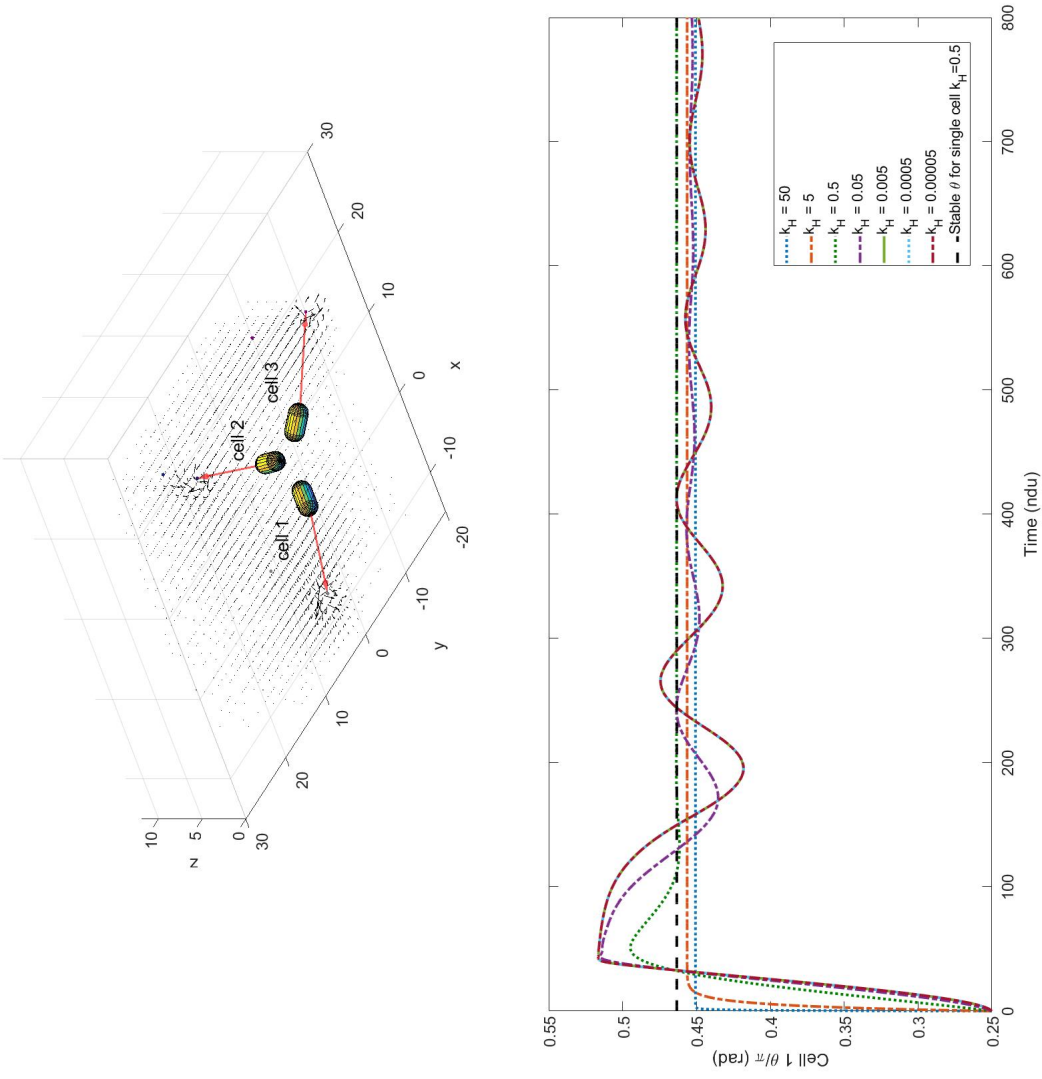 z
10
5
0
30
20
10
0
-10
-20
y
-10
0
10
20
30
x
cell 1
cell 2
cell 3
Cell 1 θ/π (rad)
0.55
0.5
0.45
0.4
0.35
0.3
0.25
0
100
200
300
400
500
600
700
800
Time (ndu)
k_H = 50
k_H = 5
k_H = 0.5
k_H = 0.05
k_H = 0.005
k_H = 0.0005
k_H = 0.00005
Stable θ for single cell k_H=0.5